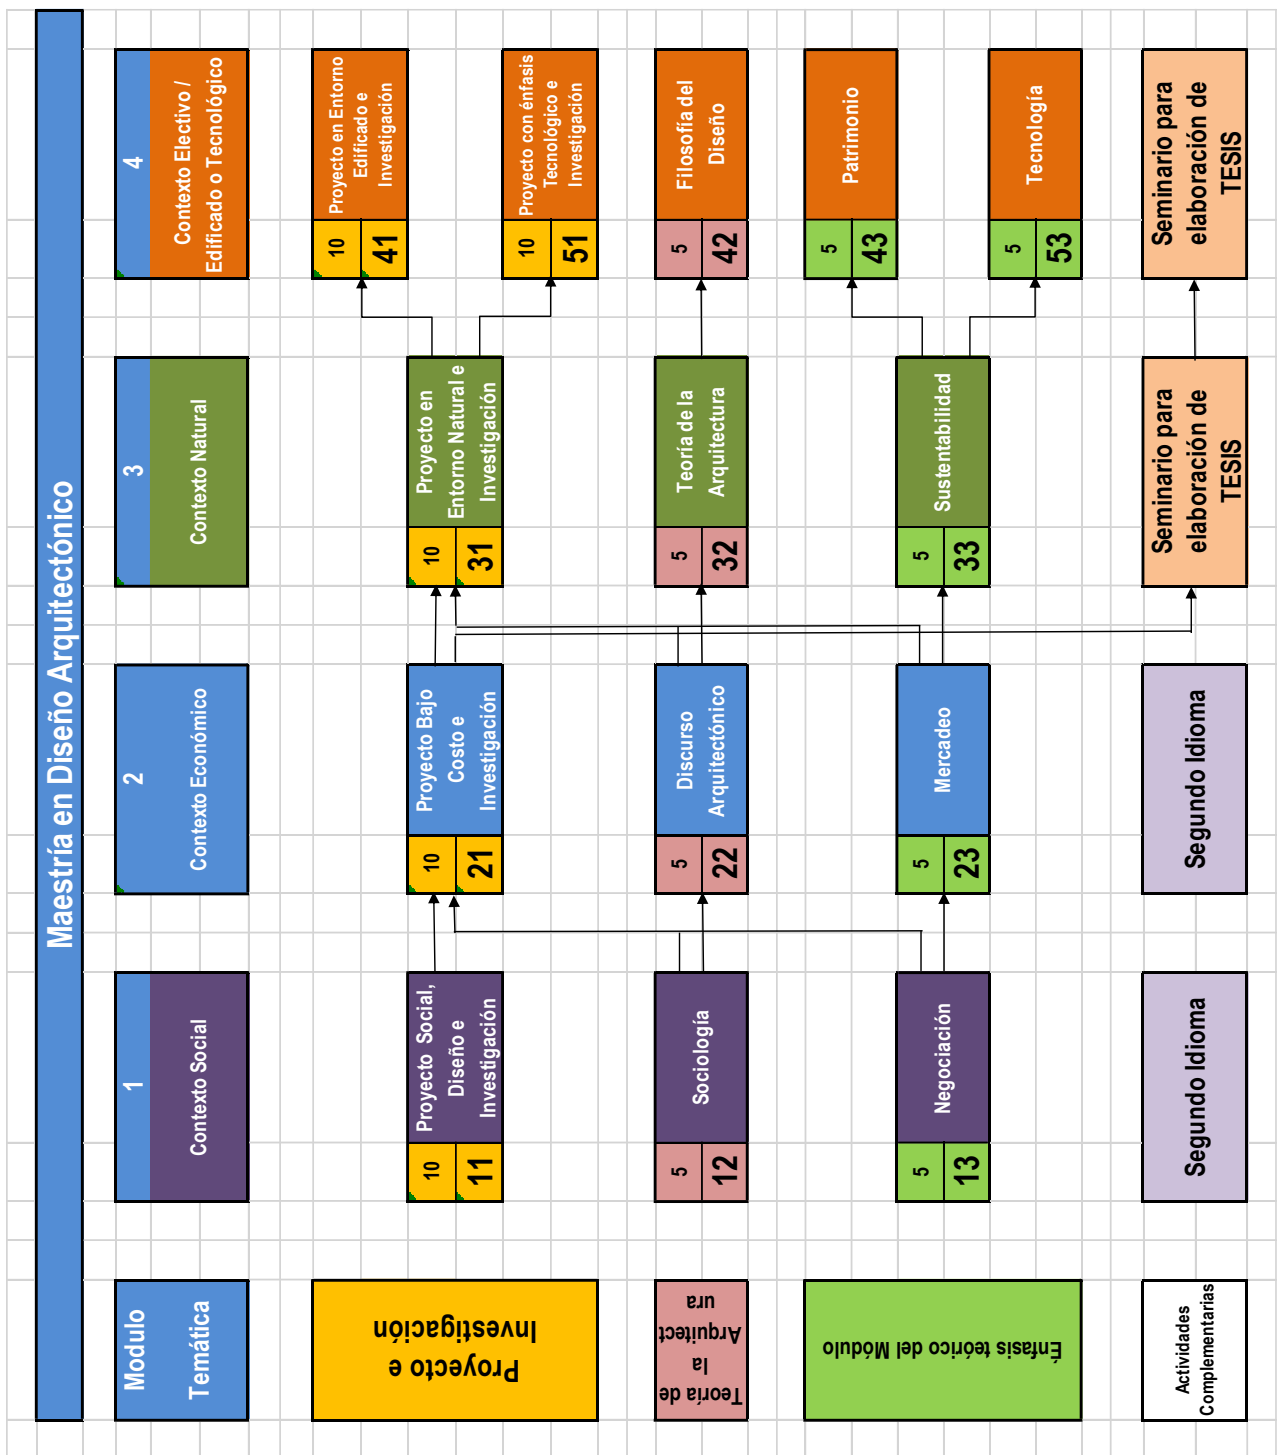 Maestría en Diseño Arquitectónico
Modulo
Temática
1
Contexto Social
2
Contexto Económico
3
Contexto Natural
4
Contexto Electivo /
Edificado o Tecnológico
Proyecto e
Investigación
10
11
Proyecto Social,
Diseño e
Investigación
10
21
Proyecto Bajo
Costo e
Investigación
10
31
Proyecto en
Entorno Natural e
Investigación
10
41
Proyecto en Entorno
Edificado e
Investigación
10
51
Proyecto con énfasis
Tecnológico e
Investigación
Teoría de
la
Arquitect
ura
5
12
Sociología
5
22
Discurso
Arquitectónico
5
32
Teoría de la
Arquitectura
5
42
Filosofía del
Diseño
Énfasis teórico del Módulo
5
13
Negociación
5
23
Mercadeo
5
33
Sustentabilidad
5
43
Patrimonio
5
53
Tecnología
Actividades
Complementarias
Segundo Idioma
Segundo Idioma
Seminario para
elaboración de
TESIS
Seminario para
elaboración de
TESIS